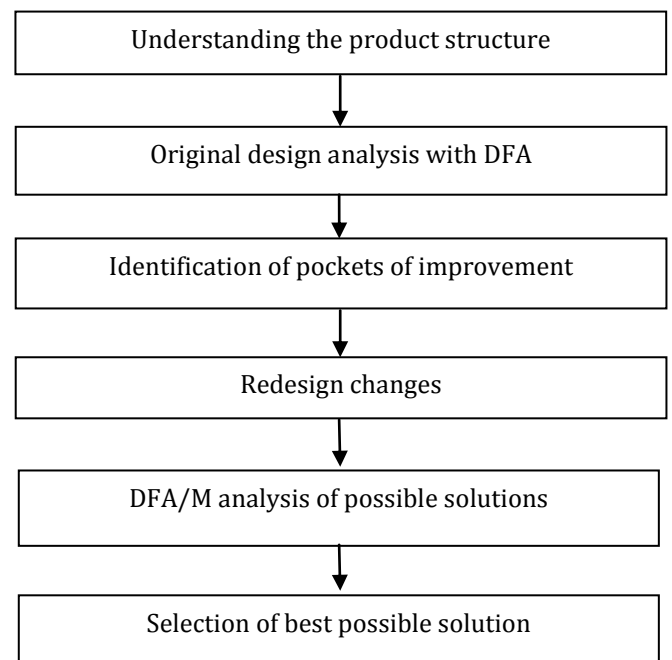 Understanding the product structure
Original design analysis with DFA
Identification of pockets of improvement
Redesign changes
DFA/M analysis of possible solutions
Selection of best possible solution